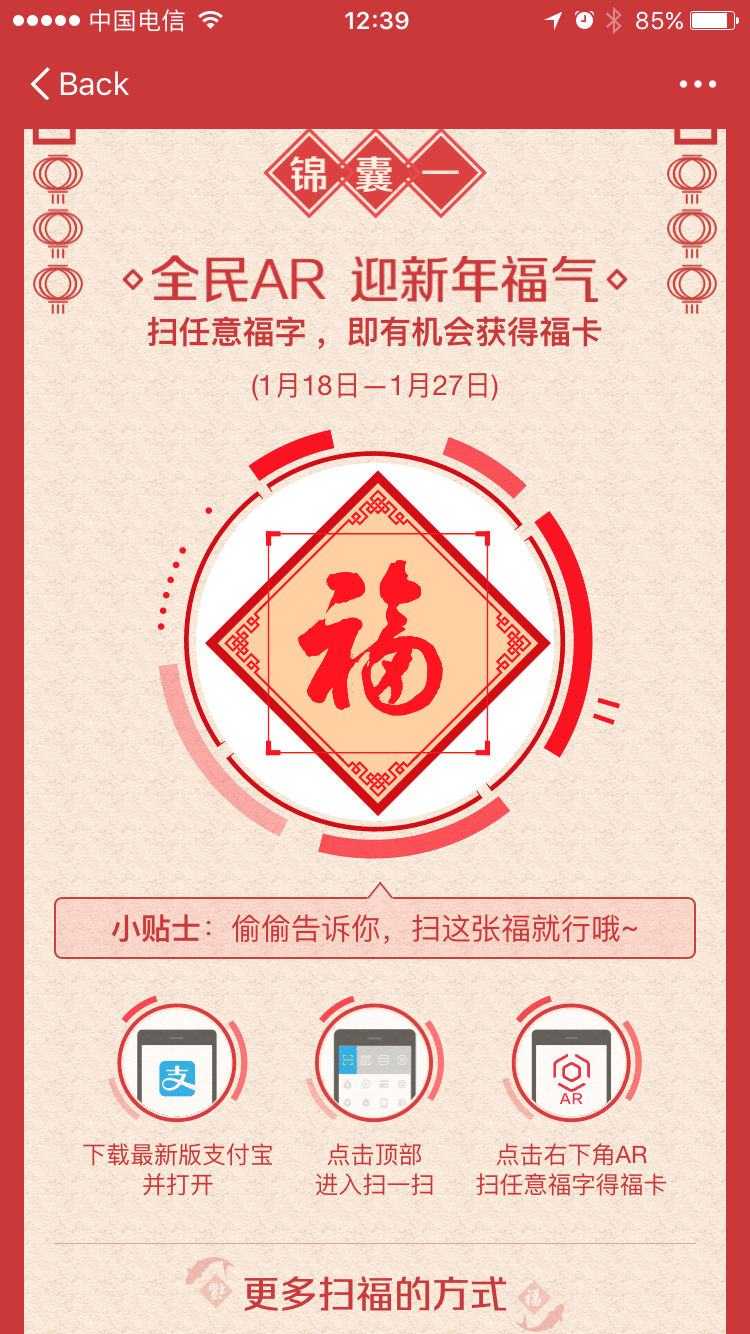 中国电信 12:39 85%
Back
锦囊一
全民AR 迎新年福气
扫任意福字，即有机会获得福卡
(1月18日—1月27日)
福
小贴士：偷偷告诉你，扫这张福就行哦~
支
AR
下载最新版支付宝
并打开
点击顶部
进入扫一扫
点击右下角AR
扫任意福字得福卡
福 更多扫福的方式 福